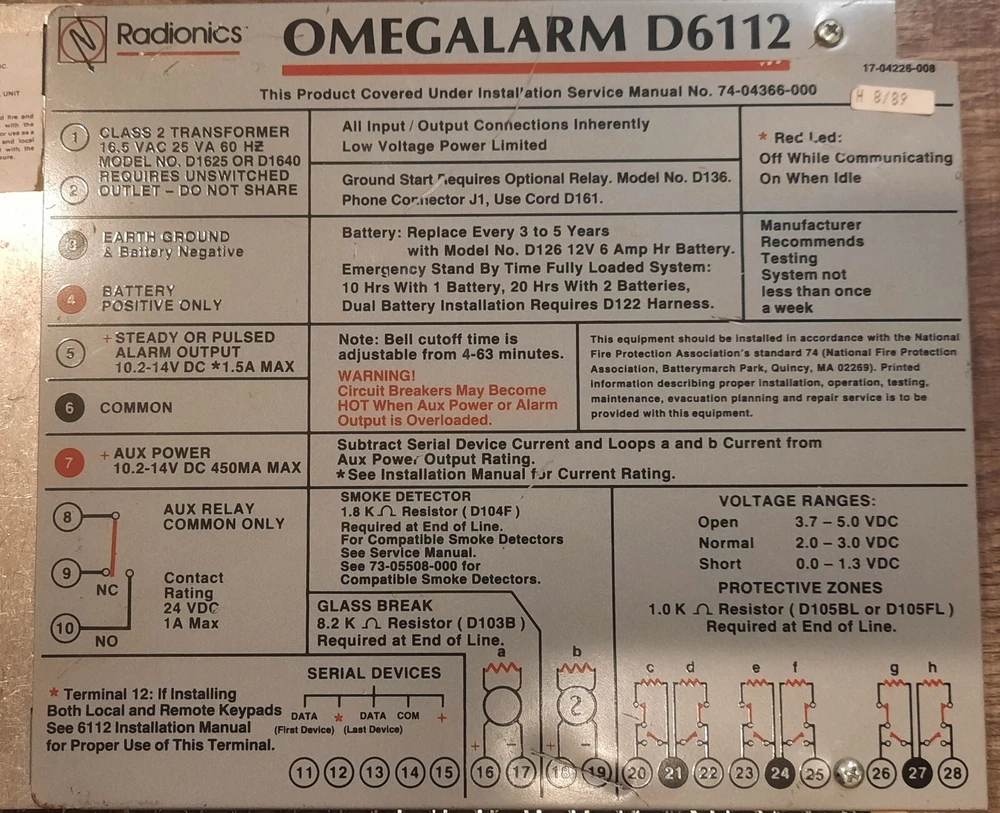 Radionics
OMEGALARM D6112
17-04226-008
This Product Covered Under Installation Service Manual No. 74-04366-000
H 8/89
UNIT
1 CLASS 2 TRANSFORMER
16.5 VAC 25 VA 60 HZ
MODEL NO. D1625 OR D1640
2 REQUIRES UNSWITCHED
OUTLET – DO NOT SHARE
All Input / Output Connections Inherently
Low Voltage Power Limited
Ground Start Requires Optional Relay. Model No. D136.
Phone Connector J1, Use Cord D161.
* Red Led:
Off While Communicating
On When Idle
3 EARTH GROUND
& Battery Negative
4 BATTERY
POSITIVE ONLY
Battery: Replace Every 3 to 5 Years
with Model No. D126 12V 6 Amp Hr Battery.
Emergency Stand By Time Fully Loaded System:
10 Hrs With 1 Battery, 20 Hrs With 2 Batteries,
Dual Battery Installation Requires D122 Harness.
Manufacturer
Recommends
Testing
System not
less than once
a week
5 + STEADY OR PULSED
ALARM OUTPUT
10.2-14V DC *1.5A MAX
6 COMMON
Note: Bell cutoff time is
adjustable from 4-63 minutes.
WARNING!
Circuit Breakers May Become
HOT When Aux Power or Alarm
Output is Overloaded.
This equipment should be installed in accordance with the National
Fire Protection Association's standard 74 (National Fire Protection
Association, Batterymarch Park, Quincy, MA 02269). Printed
information describing proper installation, operation, testing,
maintenance, evacuation planning and repair service is to be
provided with this equipment.
7 + AUX POWER
10.2-14V DC 450MA MAX
Subtract Serial Device Current and Loops a and b Current from
Aux Power Output Rating.
* See Installation Manual for Current Rating.
8 AUX RELAY
COMMON ONLY
9
NC
10
NO
Contact
Rating
24 VDC
1A Max
SMOKE DETECTOR
1.8 K Ω Resistor ( D104F )
Required at End of Line.
For Compatible Smoke Detectors
See Service Manual.
See 73-05508-000 for
Compatible Smoke Detectors.
GLASS BREAK
8.2 K Ω Resistor ( D103B )
Required at End of Line.
VOLTAGE RANGES:
Open 3.7 – 5.0 VDC
Normal 2.0 – 3.0 VDC
Short 0.0 – 1.3 VDC
PROTECTIVE ZONES
1.0 K Ω Resistor ( D105BL or D105FL )
Required at End of Line.
* Terminal 12: If Installing
Both Local and Remote Keypads
See 6112 Installation Manual
for Proper Use of This Terminal.
SERIAL DEVICES
DATA * DATA COM +
(First Device) (Last Device)
a b c d e f g h
+ – + –
11 12 13 14 15 16 17 18 19 20 21 22 23 24 25 26 27 28